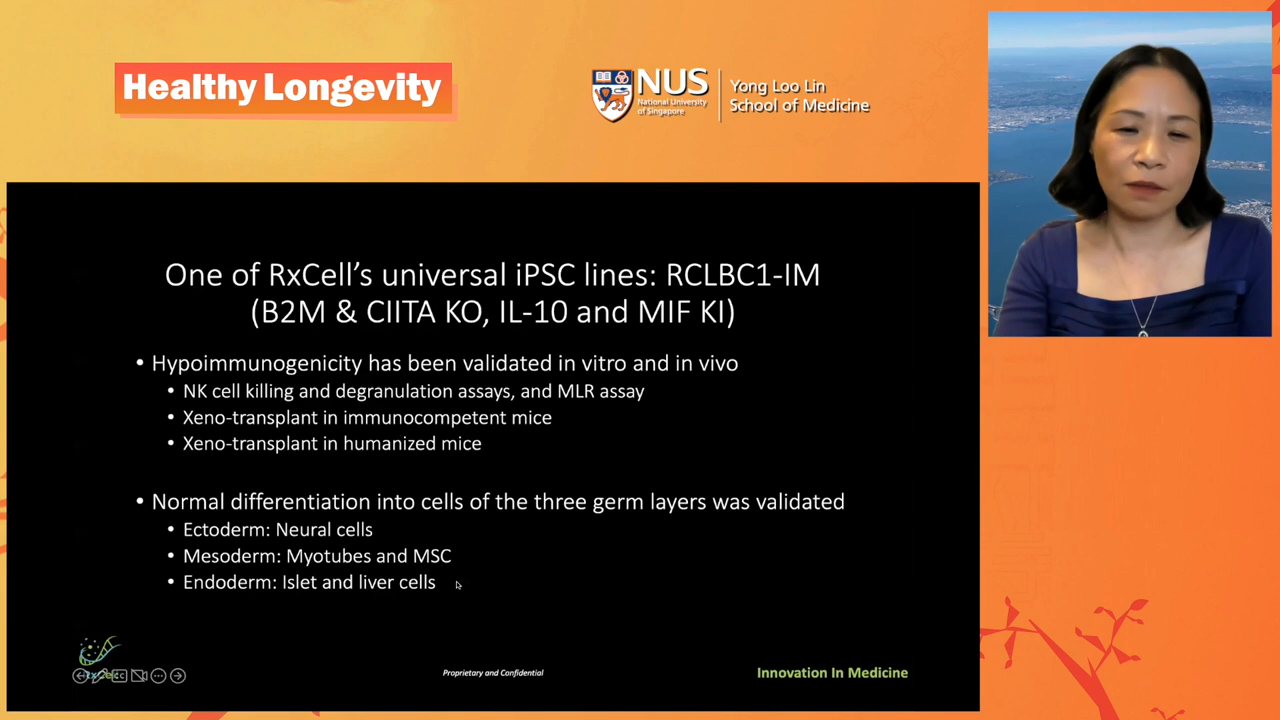 Healthy Longevity
NUS
National University
of Singapore
Yong Loo Lin
School of Medicine
One of RxCell's universal iPSC lines: RCLBC1-IM
(B2M & CIITA KO, IL-10 and MIF KI)
• Hypoimmunogenicity has been validated in vitro and in vivo
• NK cell killing and degranulation assays, and MLR assay
• Xeno-transplant in immunocompetent mice
• Xeno-transplant in humanized mice
• Normal differentiation into cells of the three germ layers was validated
• Ectoderm: Neural cells
• Mesoderm: Myotubes and MSC
• Endoderm: Islet and liver cells
Proprietary and Confidential
Innovation In Medicine